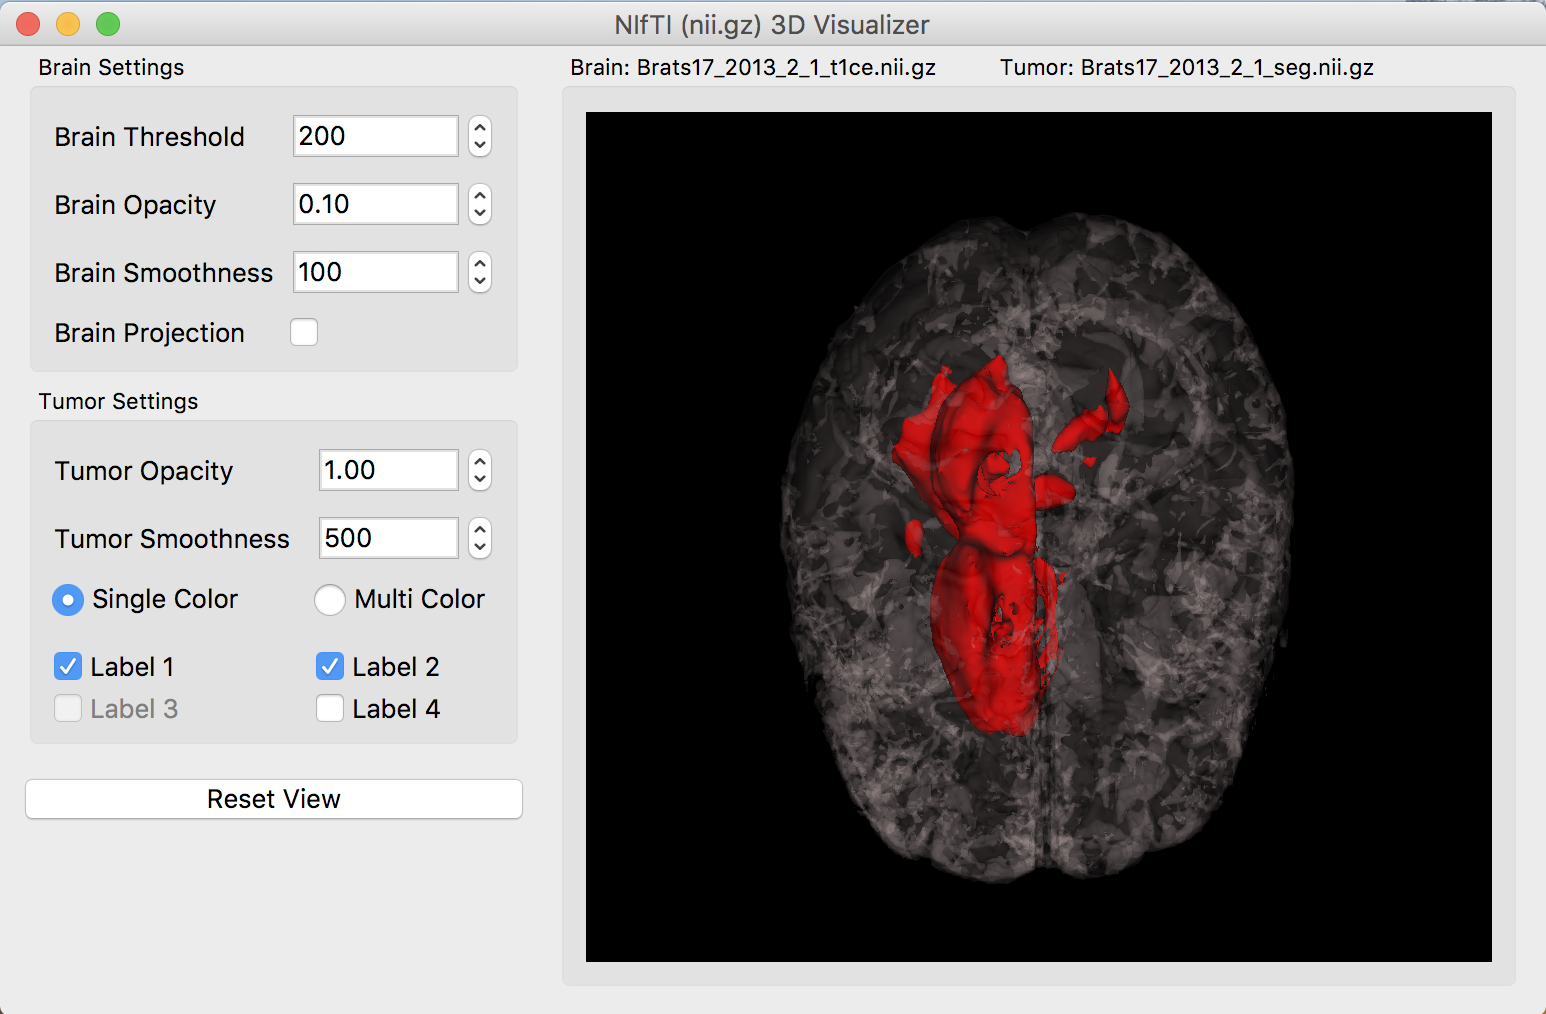 NIfTI (nii.gz) 3D Visualizer
Brain Settings
Brain Threshold 200
Brain Opacity 0.10
Brain Smoothness 100
Brain Projection
Tumor Settings
Tumor Opacity 1.00
Tumor Smoothness 500
Single Color Multi Color
Label 1 Label 2
Label 3 Label 4
Reset View
Brain: Brats17_2013_2_1_t1ce.nii.gz Tumor: Brats17_2013_2_1_seg.nii.gz